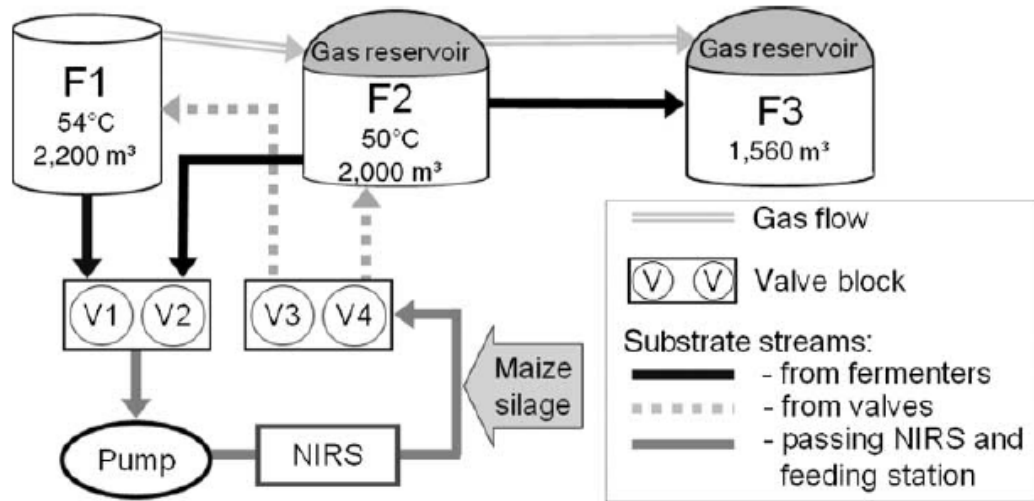 F1
54°C
2,200 m³
Gas reservoir
F2
50°C
2,000 m³
Gas reservoir
F3
1,560 m³
V1 V2
V3 V4
Maize
silage
Pump
NIRS
Gas flow
V V Valve block
Substrate streams:
- from fermenters
- from valves
- passing NIRS and
feeding station